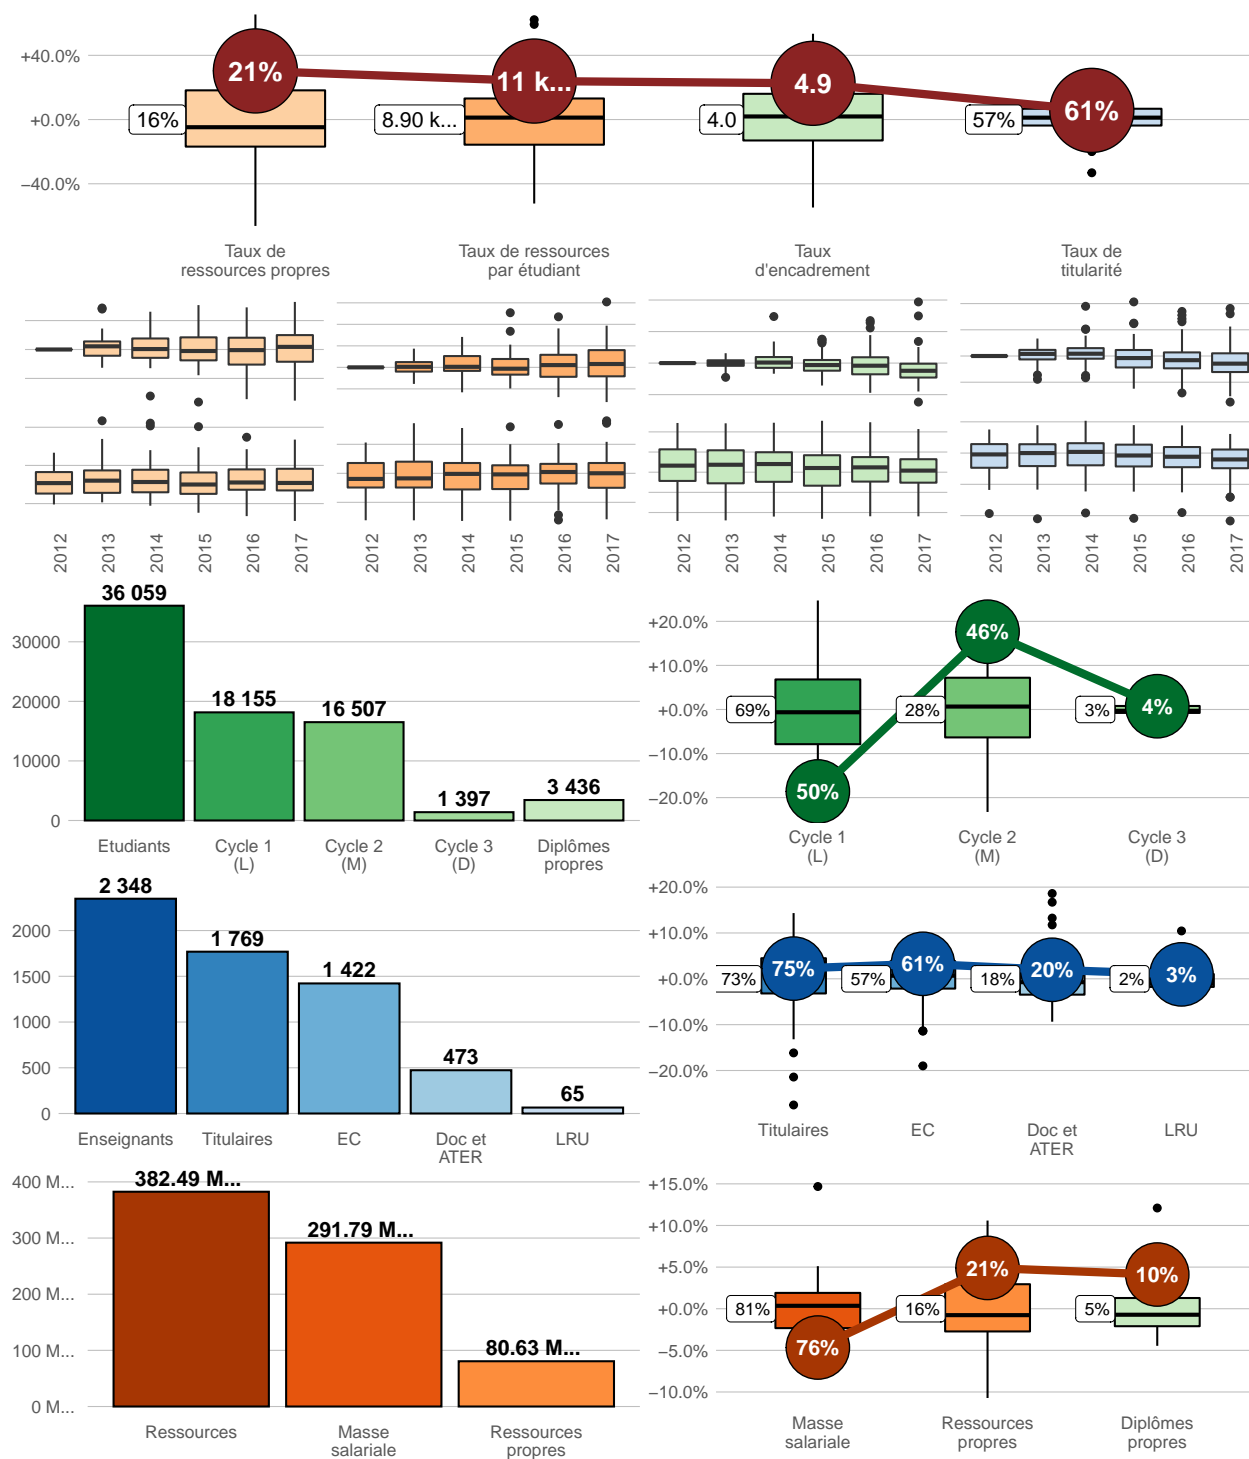 +40.0%
+0.0%
−40.0%
21%
11 k...
4.9
61%
16%
8.90 k...
4.0
57%
Taux de
ressources propres
Taux de ressources
par étudiant
Taux
d'encadrement
Taux de
titularité
2012 2013 2014 2015 2016 2017
2012 2013 2014 2015 2016 2017
2012 2013 2014 2015 2016 2017
2012 2013 2014 2015 2016 2017
30000
20000
10000
0
36 059
18 155
16 507
1 397
3 436
Etudiants
Cycle 1
(L)
Cycle 2
(M)
Cycle 3
(D)
Diplômes
propres
+20.0%
+10.0%
+0.0%
−10.0%
−20.0%
69%
50%
28%
46%
3%
4%
Cycle 1
(L)
Cycle 2
(M)
Cycle 3
(D)
2000
1500
1000
500
0
2 348
1 769
1 422
473
65
Enseignants
Titulaires
EC
Doc et
ATER
LRU
+20.0%
+10.0%
+0.0%
−10.0%
−20.0%
73%
75%
57%
61%
18%
20%
2%
3%
Titulaires
EC
Doc et
ATER
LRU
400 M...
300 M...
200 M...
100 M...
0 M...
382.49 M...
291.79 M...
80.63 M...
Ressources
Masse
salariale
Ressources
propres
+15.0%
+10.0%
+5.0%
+0.0%
−5.0%
−10.0%
81%
76%
16%
21%
5%
10%
Masse
salariale
Ressources
propres
Diplômes
propres